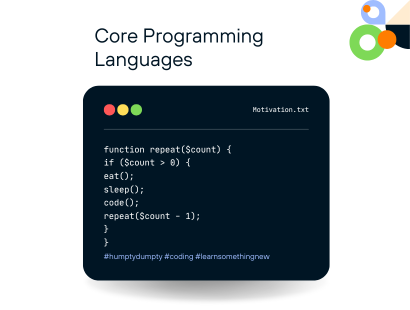 Core Programming
Languages
Motivation.txt
function repeat($count) {
if ($count > 0) {
eat();
sleep();
code();
repeat($count - 1);
}
}
#humptydumpty #coding #learnsomethingnew